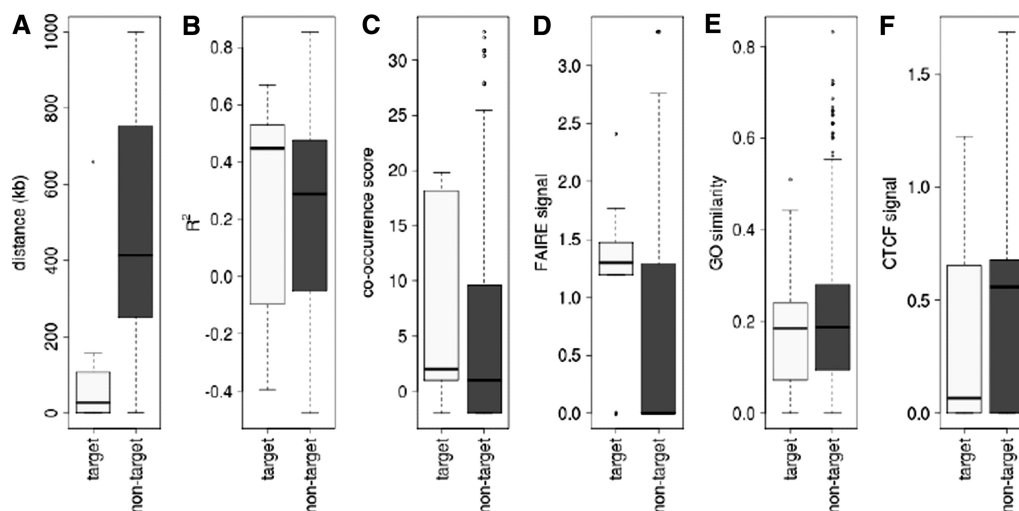 A
distance (kb)
1000
800
600
400
200
0
target
non-target
B
R²
0.8
0.6
0.4
0.2
0.0
-0.2
-0.4
target
non-target
C
co-occurrence score
30
25
20
15
10
5
0
target
non-target
D
FAIRE signal
3.0
2.5
2.0
1.5
1.0
0.5
0.0
target
non-target
E
GO similarity
0.8
0.6
0.4
0.2
0.0
target
non-target
F
CTCF signal
1.5
1.0
0.5
0.0
target
non-target